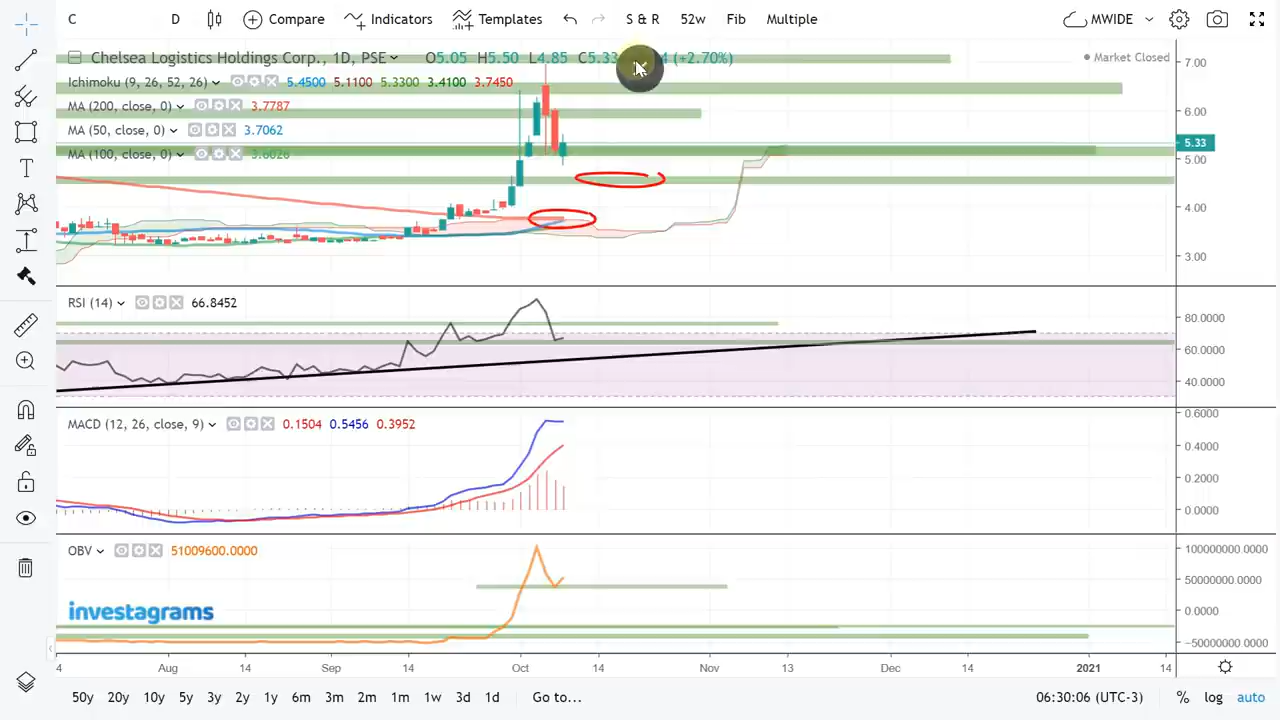 C D Compare Indicators Templates S & R 52w Fib Multiple MWIDE
Chelsea Logistics Holdings Corp., 1D, PSE O5.05 H5.50 L4.85 C5.33 (+2.70%) Market Closed
Ichimoku (9, 26, 52, 26) 5.4500 5.1100 5.3300 3.4100 3.7450
MA (200, close, 0) 3.7787
MA (50, close, 0) 3.7062
MA (100, close, 0) 3.6026
7.00
6.00
5.33
5.00
4.00
3.00
RSI (14) 66.8452
80.0000
60.0000
40.0000
MACD (12, 26, close, 9) 0.1504 0.5456 0.3952
0.6000
0.4000
0.2000
0.0000
OBV 51009600.0000
100000000.0000
50000000.0000
0.0000
-50000000.0000
investagrams
4 Aug 14 Sep 14 Oct 14 Nov 13 Dec 14 2021 14
50y 20y 10y 5y 3y 2y 1y 6m 3m 2m 1m 1w 3d 1d Go to... 06:30:06 (UTC-3) % log auto